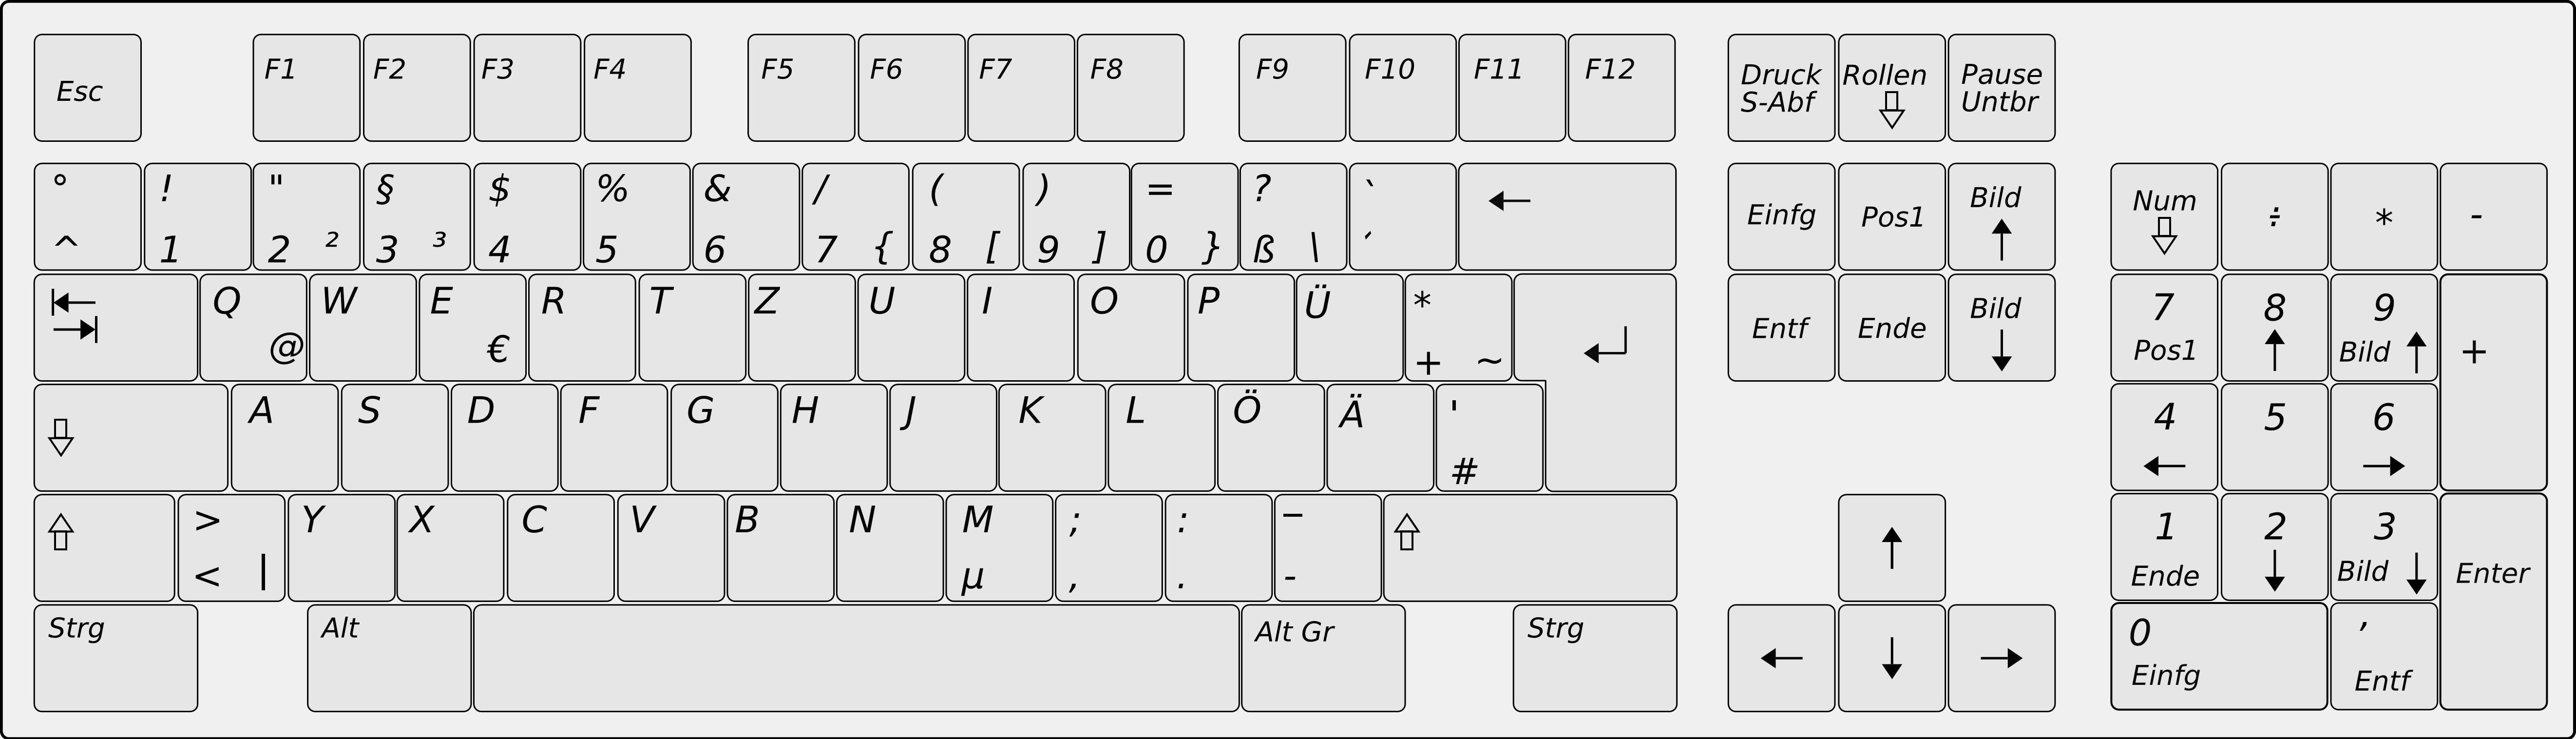 Esc F1 F2 F3 F4 F5 F6 F7 F8 F9 F10 F11 F12 Druck Rollen Pause
S-Abf ⇩ Untbr
° ! " § $ % & / ( ) = ? ` ← Einfg Pos1 Bild Num ÷ * -
^ 1 2 ² 3 ³ 4 5 6 7 { 8 [ 9 ] 0 } ß \ ´ ↑ ⇩
⇤ Q W E R T Z U I O P Ü * ↵ Entf Ende Bild 7 8 9 +
⇥ @ € + ~ ↓ Pos1 ↑ Bild ↑
⇩ A S D F G H J K L Ö Ä ' 4 5 6
# ← →
⇧ > Y X C V B N M ; : _ ⇧ ↑ 1 2 3 Enter
< | µ , . - Ende ↓ Bild ↓
Strg Alt Alt Gr Strg ← ↓ → 0 ,
Einfg Entf